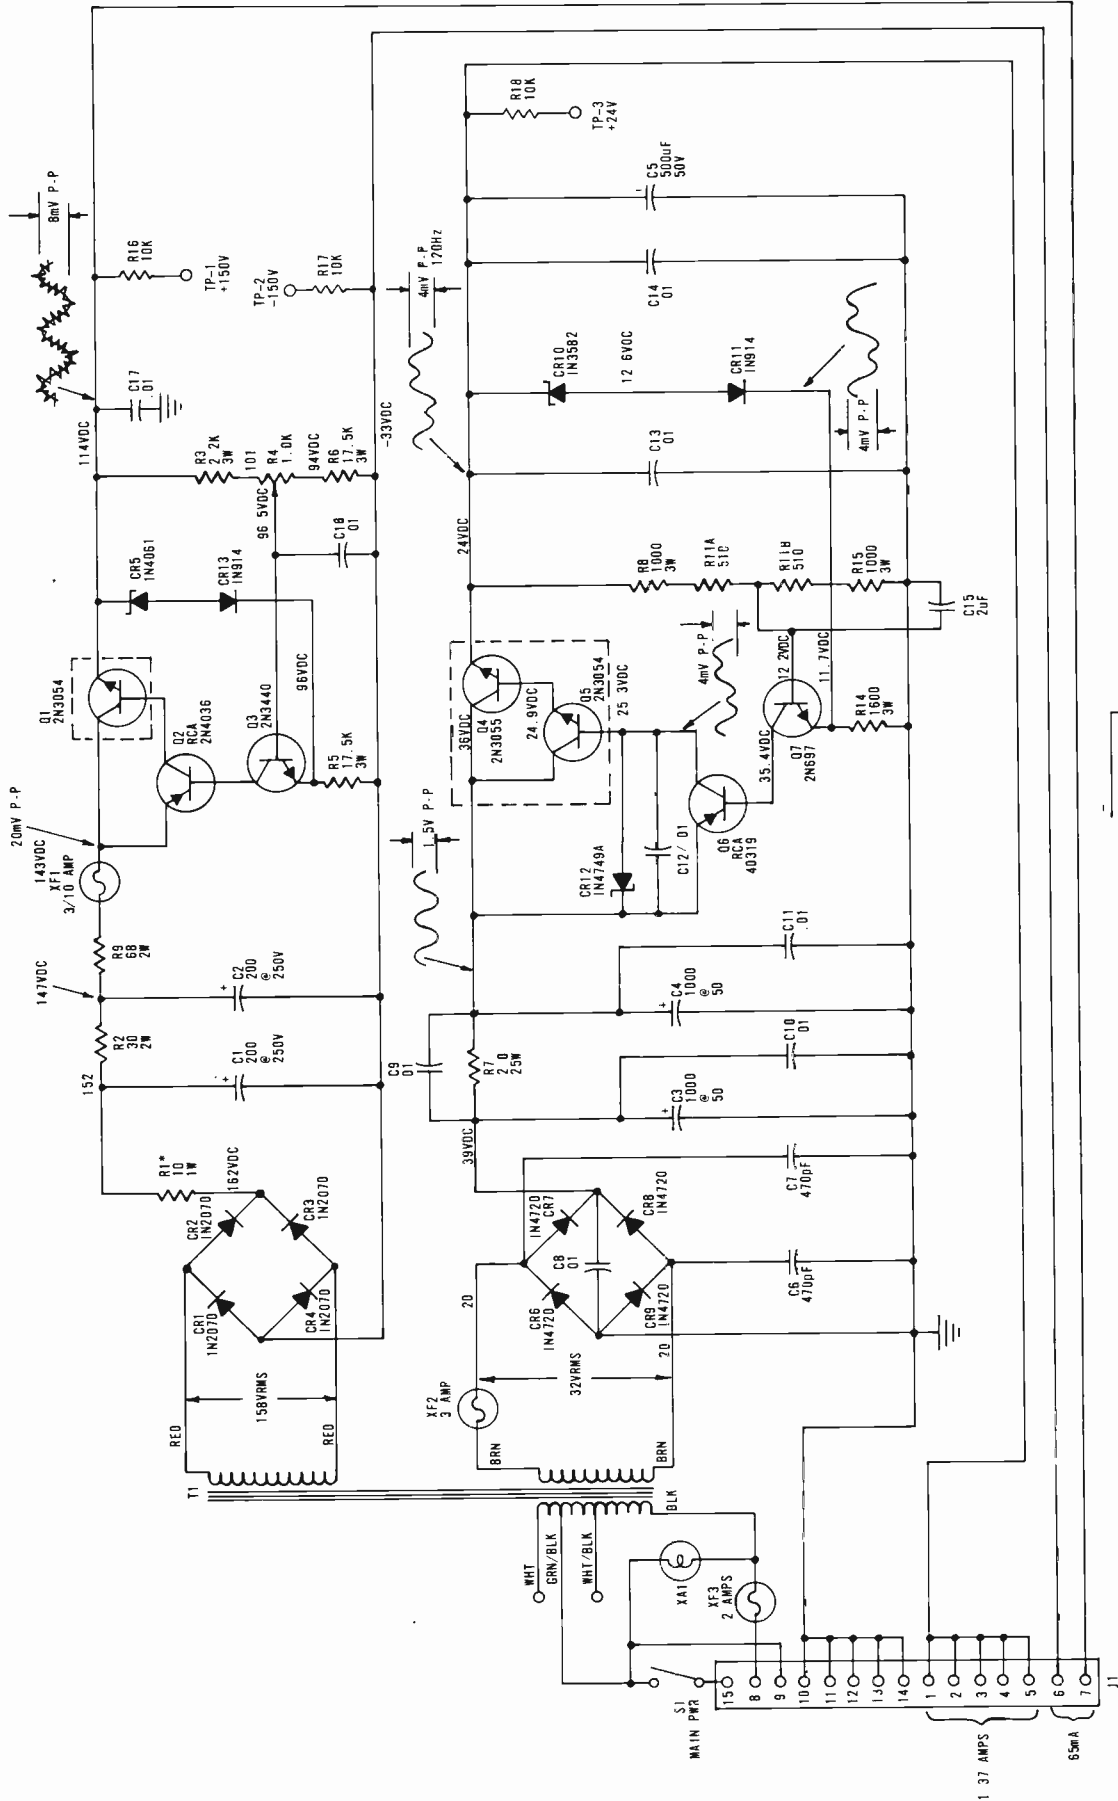 20mV P-P
143VDC
XF1
3/10 AMP
147VDC
152
R2
30
2W
R9
68
2W
C1
200
@ 250V
C2
200
@ 250V
R1*
10
1W
162VDC
CR2
1N2070
CR3
1N2070
CR1
1N2070
CR4
1N2070
158VRMS
RED
RED
T1
Q1
2N3054
Q2
RCA
2N4036
Q3
2N3440
R5
17.5K
3W
96VDC
CR5
1N4061
CR13
1N914
114VDC
C17
.01
8mV P-P
R16
10K
TP-1
+150V
R3
2.2K
3W
101
R4
1.0K
94VDC
R6
17.5K
3W
96 5VDC
C18
01
-33VDC
TP-2
-150V
R17
10K
4mV P-P
120Hz
R18
10K
TP-3
+24V
C5
500uF
50V
C14
01
CR10
IN3582
12 6VDC
CR11
IN914
4mV P-P
C13
01
24VDC
R8
1000
3W
R11A
510
R11B
510
R15
1000
3W
C15
2uF
36VDC
Q4
2N3055
24.9VDC
Q5
2N3054
25 3VDC
4mV P-P
12 2VDC
11.7VDC
35.4VDC
Q7
2N697
R14
1600
3W
Q6
RCA
40319
C12/ 01
CR12
IN4749A
1.5V P-P
C11
.01
C4
1000
@ 50
C10
01
C3
1000
@ 50
R7
2.0
25W
C9
01
39VDC
C7
470pF
C6
470pF
IN4720
CR7
CR8
IN4720
C8
01
CR6
IN4720
CR9
IN4720
20
20
32VRMS
XF2
3 AMP
BRN
BRN
BLK
WHT
GRN/BLK
WHT/BLK
XA1
XF3
2 AMPS
S1
MAIN PWR
15
8
9
10
11
12
13
14
1
2
3
4
5
6
7
J1
1 37 AMPS
65mA